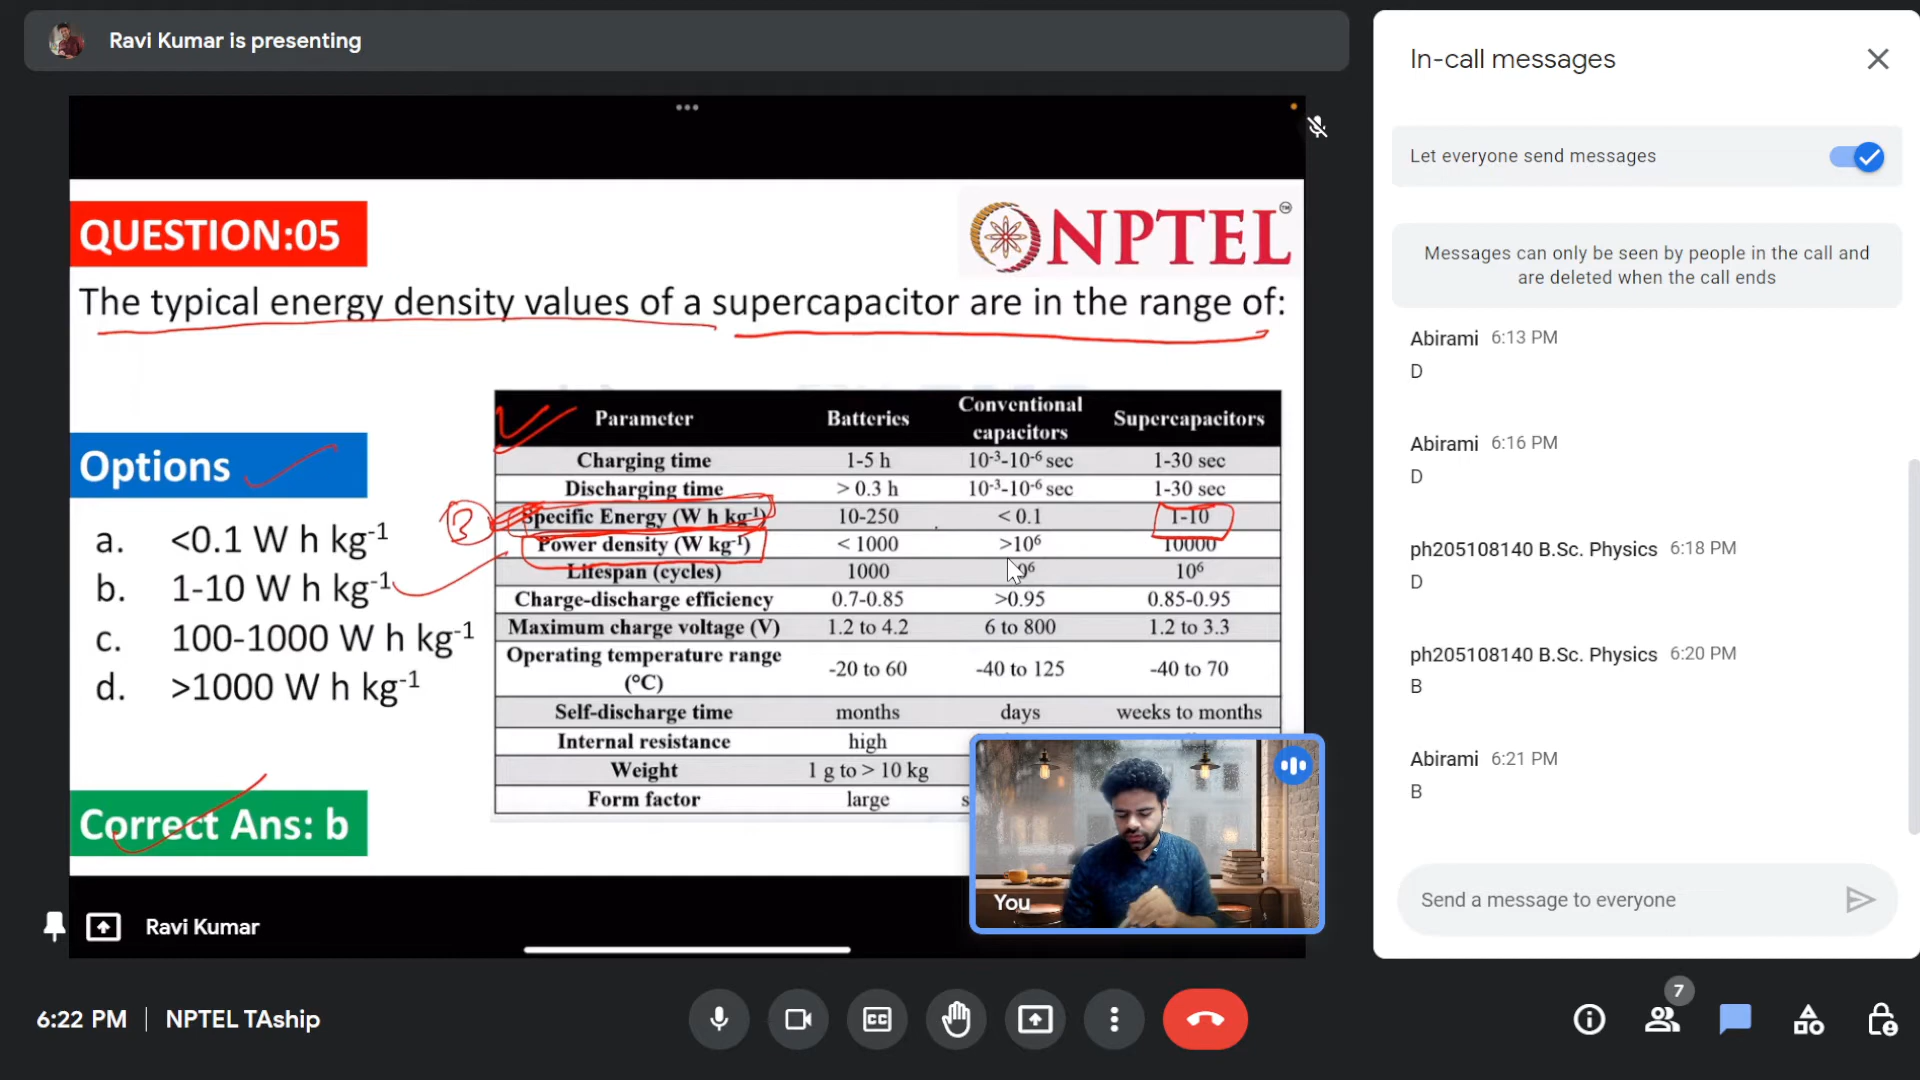 Ravi Kumar is presenting
QUESTION:05
NPTEL
TM
The typical energy density values of a supercapacitor are in the range of:
Options
a. <0.1 W h kg⁻¹
b. 1-10 W h kg⁻¹
c. 100-1000 W h kg⁻¹
d. >1000 W h kg⁻¹
Correct Ans: b
3
Parameter Batteries Conventional capacitors Supercapacitors
Charging time 1-5 h 10⁻³-10⁻⁶ sec 1-30 sec
Discharging time > 0.3 h 10⁻³-10⁻⁶ sec 1-30 sec
Specific Energy (W h kg⁻¹) 10-250 < 0.1 1-10
Power density (W kg⁻¹) < 1000 >10⁶ 10000
Lifespan (cycles) 1000 10⁶
Charge-discharge efficiency 0.7-0.85 >0.95 0.85-0.95
Maximum charge voltage (V) 1.2 to 4.2 6 to 800 1.2 to 3.3
Operating temperature range (°C) -20 to 60 -40 to 125 -40 to 70
Self-discharge time months days weeks to months
Internal resistance high
Weight 1 g to > 10 kg
Form factor large
You
Ravi Kumar
6:22 PM | NPTEL TAship
CC
In-call messages
Let everyone send messages
Messages can only be seen by people in the call and
are deleted when the call ends
Abirami 6:13 PM
D
Abirami 6:16 PM
D
ph205108140 B.Sc. Physics 6:18 PM
D
ph205108140 B.Sc. Physics 6:20 PM
B
Abirami 6:21 PM
B
Send a message to everyone
7